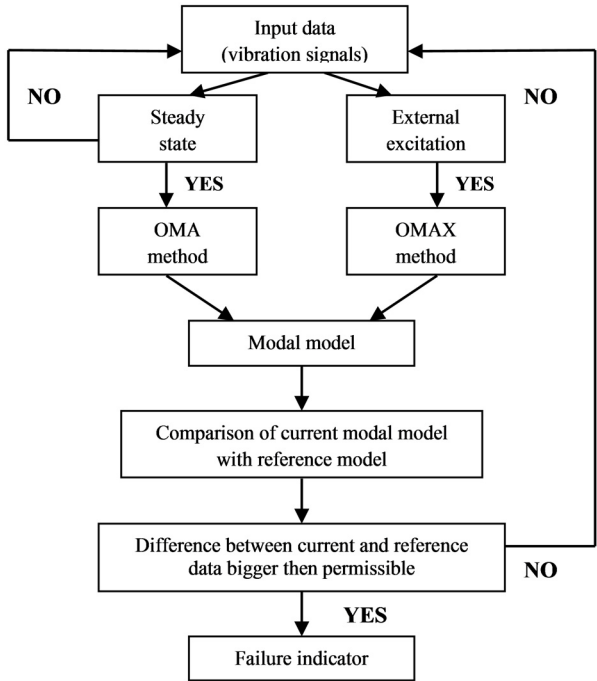 Input data
(vibration signals)
NO
NO
Steady
state
External
excitation
YES
YES
OMA
method
OMAX
method
Modal model
Comparison of current modal model
with reference model
Difference between current and reference
data bigger then permissible
NO
YES
Failure indicator